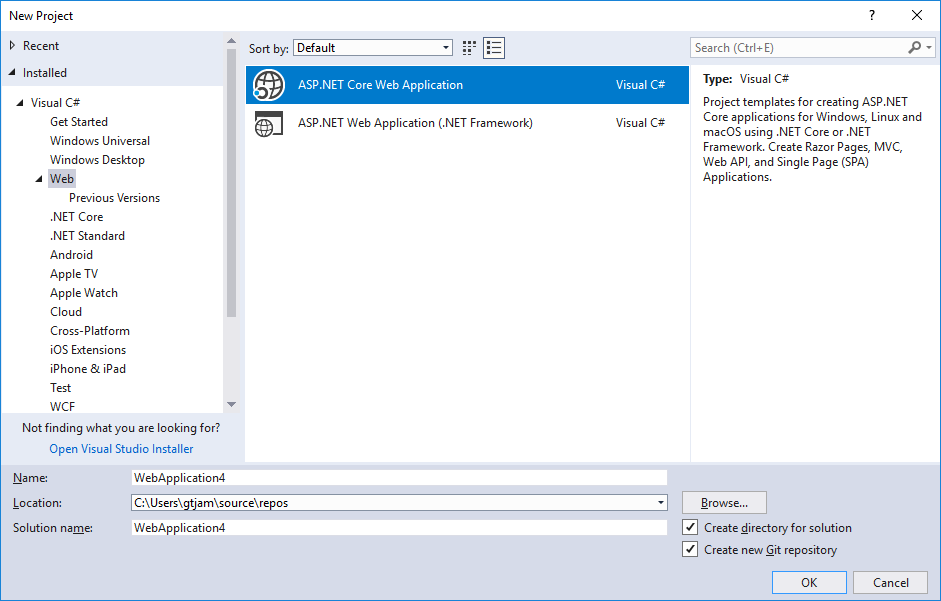 New Project
?
Recent
Installed
Visual C#
Get Started
Windows Universal
Windows Desktop
Web
Previous Versions
.NET Core
.NET Standard
Android
Apple TV
Apple Watch
Cloud
Cross-Platform
iOS Extensions
iPhone & iPad
Test
WCF
Not finding what you are looking for?
Open Visual Studio Installer
Sort by: Default
ASP.NET Core Web Application Visual C#
ASP.NET Web Application (.NET Framework) Visual C#
Search (Ctrl+E)
Type: Visual C#
Project templates for creating ASP.NET
Core applications for Windows, Linux and
macOS using .NET Core or .NET
Framework. Create Razor Pages, MVC,
Web API, and Single Page (SPA)
Applications.
Name: WebApplication4
Location: C:\Users\gtjam\source\repos
Browse...
Solution name: WebApplication4
Create directory for solution
Create new Git repository
OK Cancel